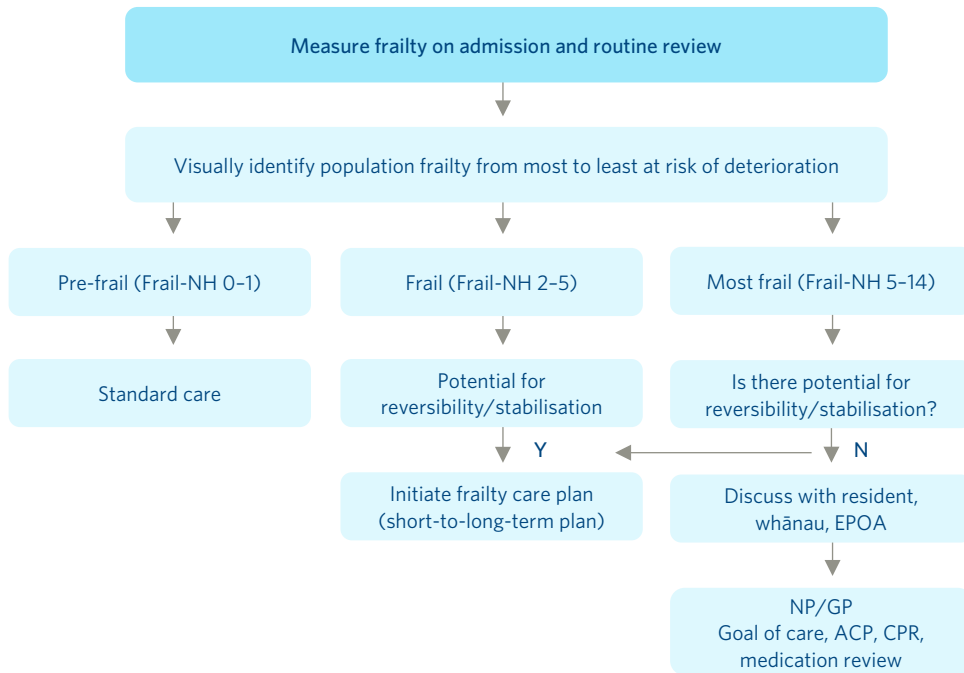 Measure frailty on admission and routine review
Visually identify population frailty from most to least at risk of deterioration
Pre-frail (Frail-NH 0–1)
Frail (Frail-NH 2–5)
Most frail (Frail-NH 5–14)
Standard care
Potential for
reversibility/stabilisation
Is there potential for
reversibility/stabilisation?
Y
N
Initiate frailty care plan
(short-to-long-term plan)
Discuss with resident,
whānau, EPOA
NP/GP
Goal of care, ACP, CPR,
medication review